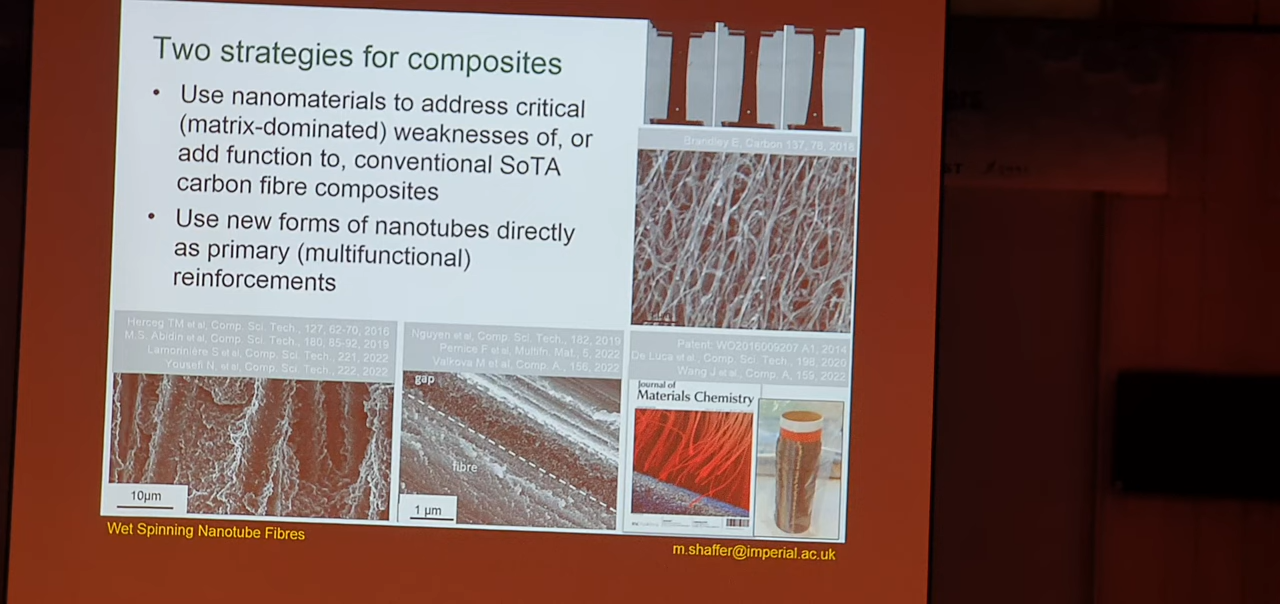 Two strategies for composites
• Use nanomaterials to address critical
(matrix-dominated) weaknesses of, or
add function to, conventional SoTA
carbon fibre composites
• Use new forms of nanotubes directly
as primary (multifunctional)
reinforcements
Brandley E, Carbon 137, 78, 2018
Herceg TM et al, Comp. Sci. Tech., 127, 62-70, 2016
M.S. Abidin et al, Comp. Sci. Tech., 180, 85-92, 2019
Lamorinière S et al, Comp. Sci. Tech., 221, 2022
Yousefi N, et al, Comp. Sci. Tech., 222, 2022
Nguyen et al, Comp. Sci. Tech., 182, 2019
Pernice F et al, Multifn. Mat., 5, 2022
Valkova M et al, Comp. A., 156, 2022
Patent: WO2016009207 A1, 2014
De Luca et al., Comp. Sci. Tech., 198, 2020
Wang J et al., Comp. A, 159, 2022
gap
fibre
10µm
1 µm
Journal of
Materials Chemistry
Wet Spinning Nanotube Fibres
m.shaffer@imperial.ac.uk